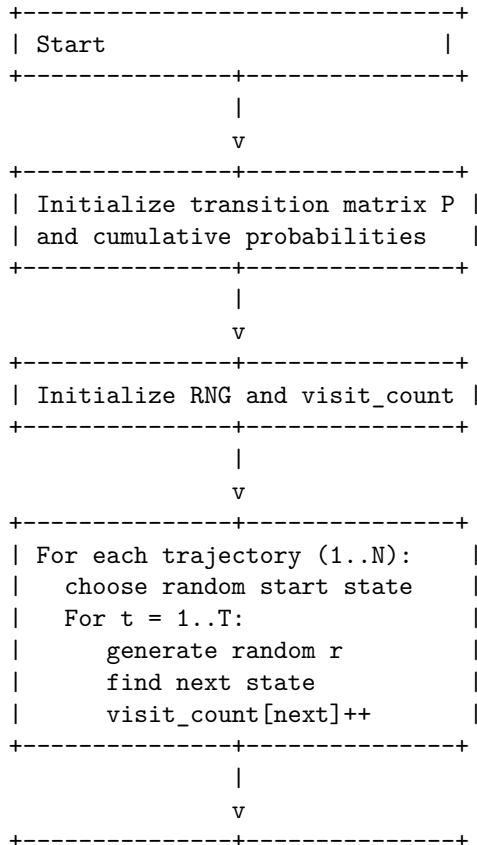 +-------------------------------+
| Start                         |
+---------------+---------------+
                |
                v
+---------------+---------------+
| Initialize transition matrix P |
| and cumulative probabilities   |
+---------------+---------------+
                |
                v
+---------------+---------------+
| Initialize RNG and visit_count |
+---------------+---------------+
                |
                v
+---------------+---------------+
| For each trajectory (1..N):    |
|   choose random start state    |
|   For t = 1..T:                |
|      generate random r         |
|      find next state           |
|      visit_count[next]++       |
+---------------+---------------+
                |
                v
+---------------+---------------+